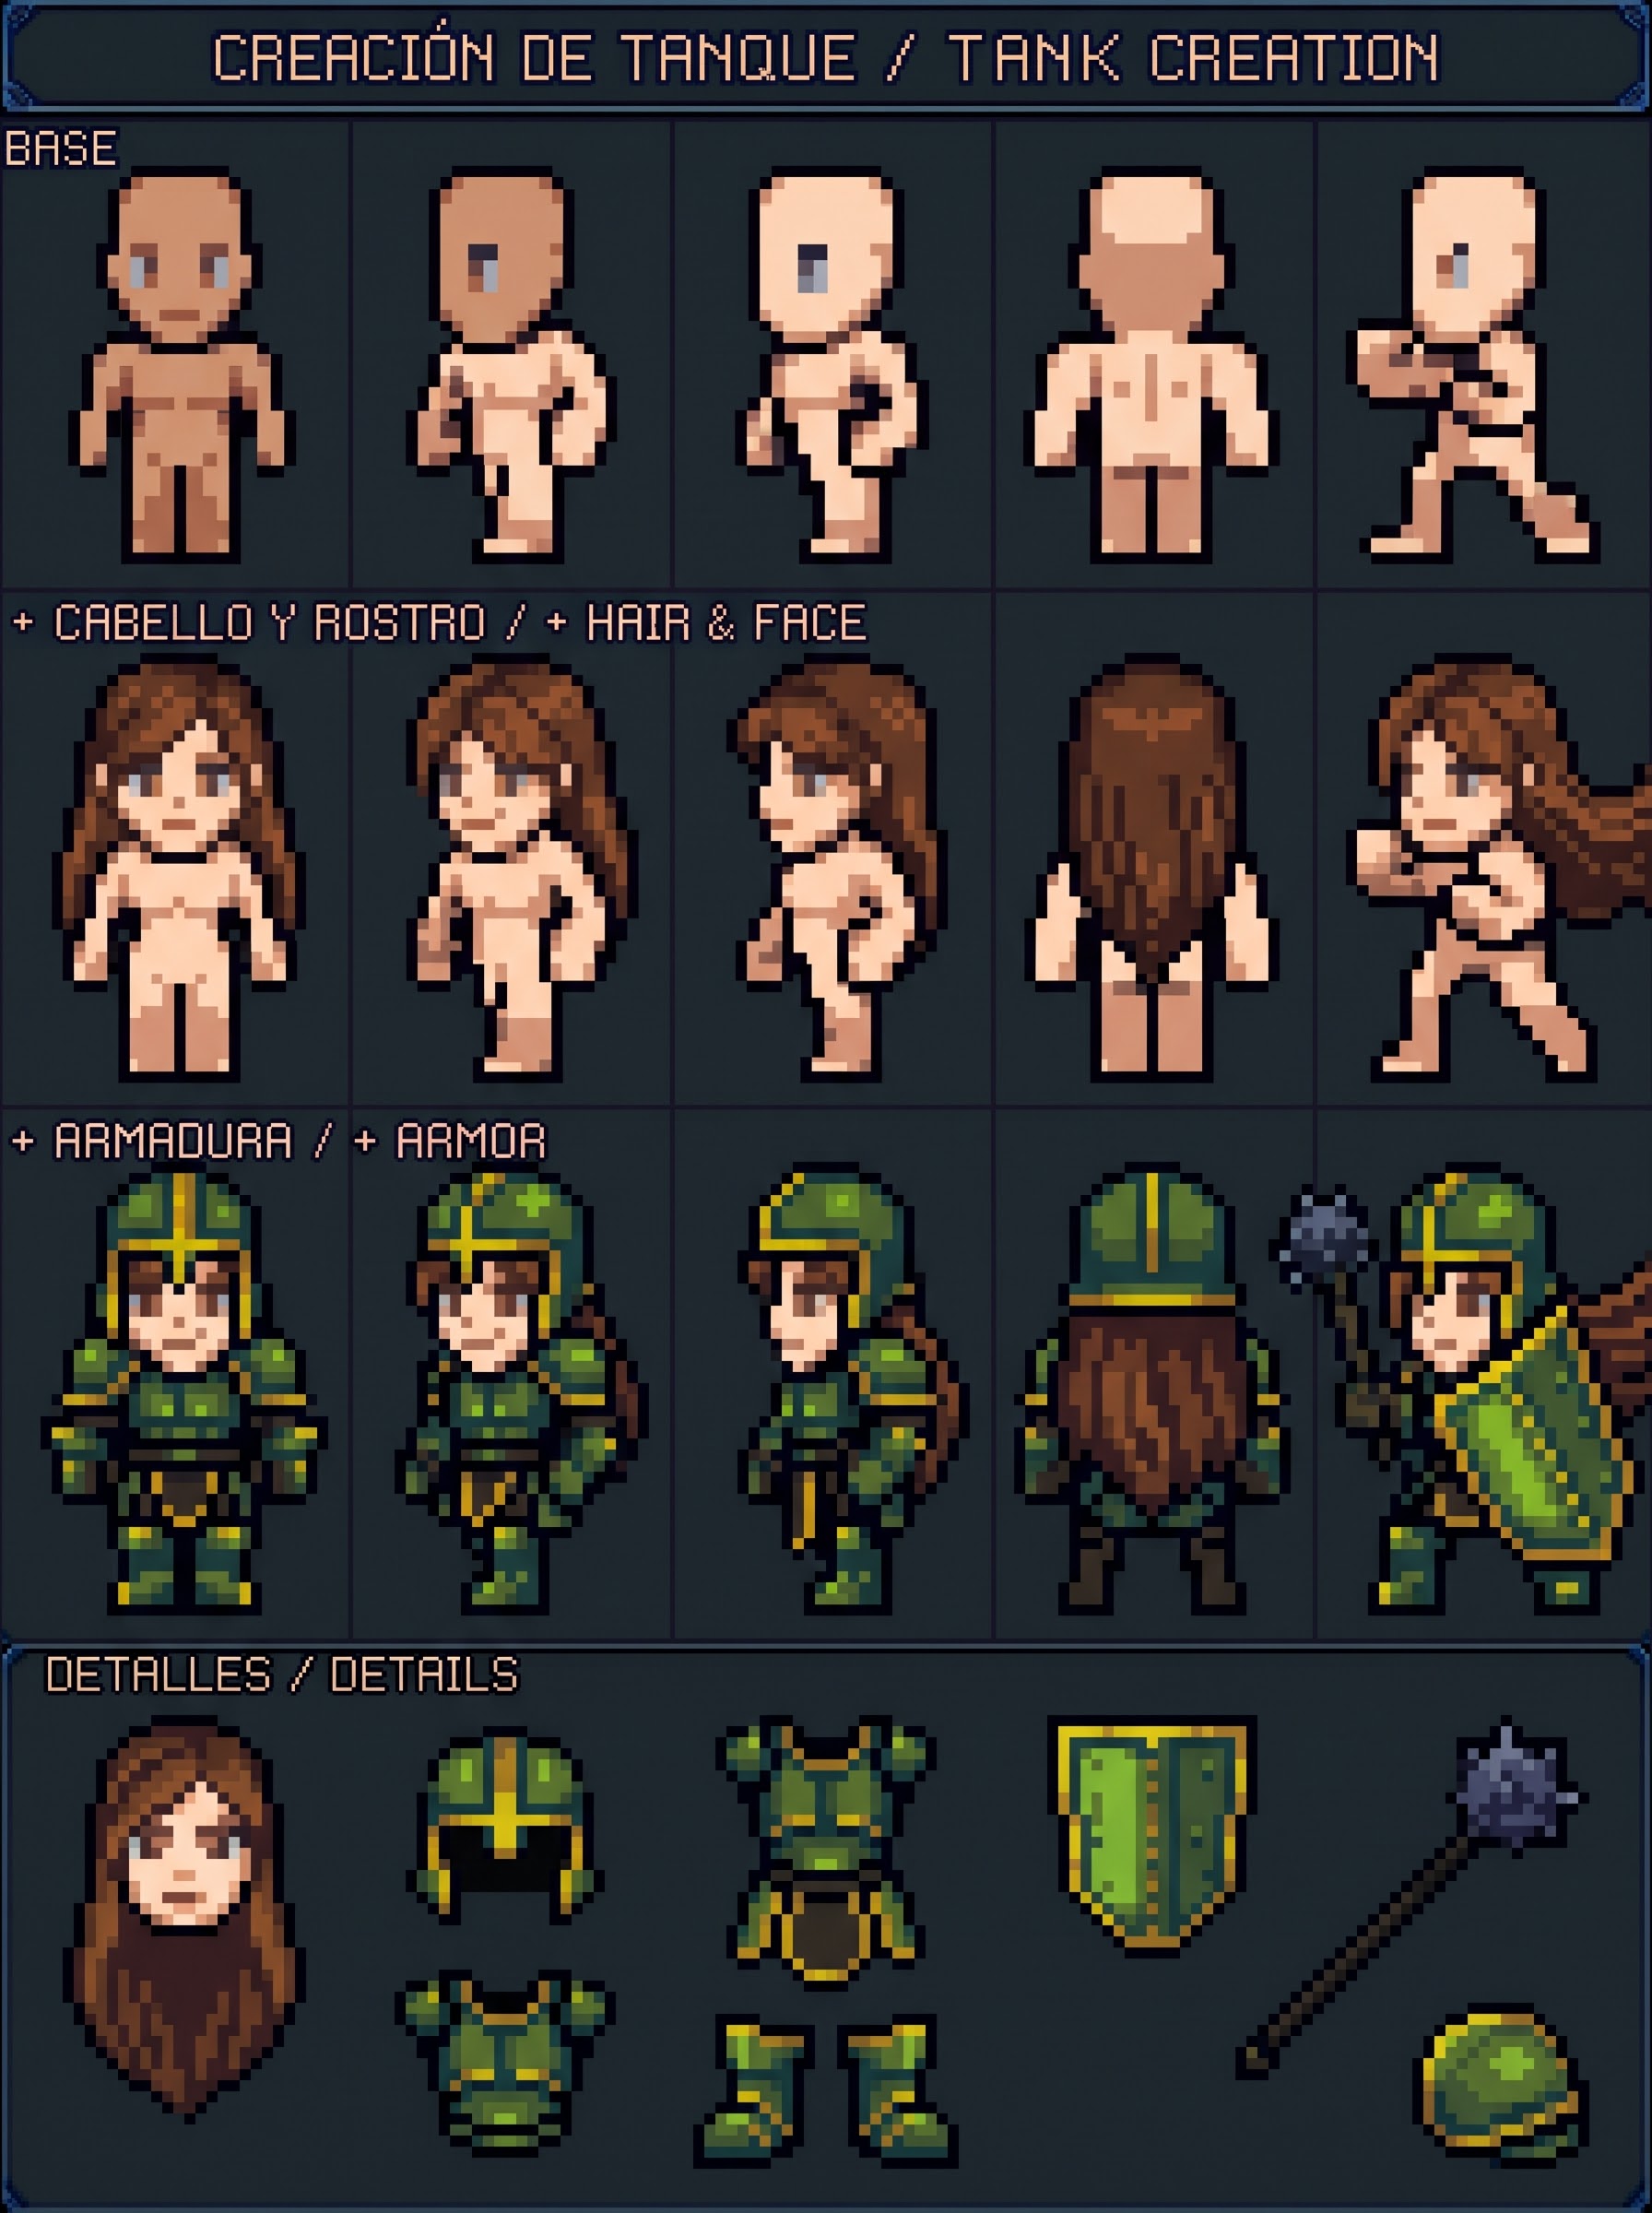 CREACIÓN DE TANQUE / TANK CREATION
BASE
+ CABELLO Y ROSTRO / + HAIR & FACE
+ ARMADURA / + ARMOR
DETALLES / DETAILS